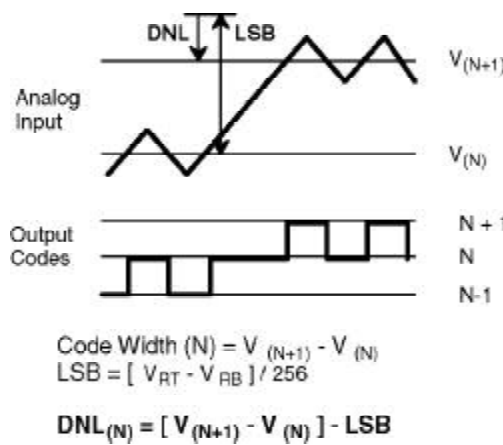 DNL LSB
V(N+1)
Analog
Input
V(N)
Output
Codes
N + 1
N
N-1
Code Width (N) = V (N+1) - V (N)
LSB = [ VRT - VRB ] / 256
DNL(N) = [ V(N+1) - V (N) ] - LSB